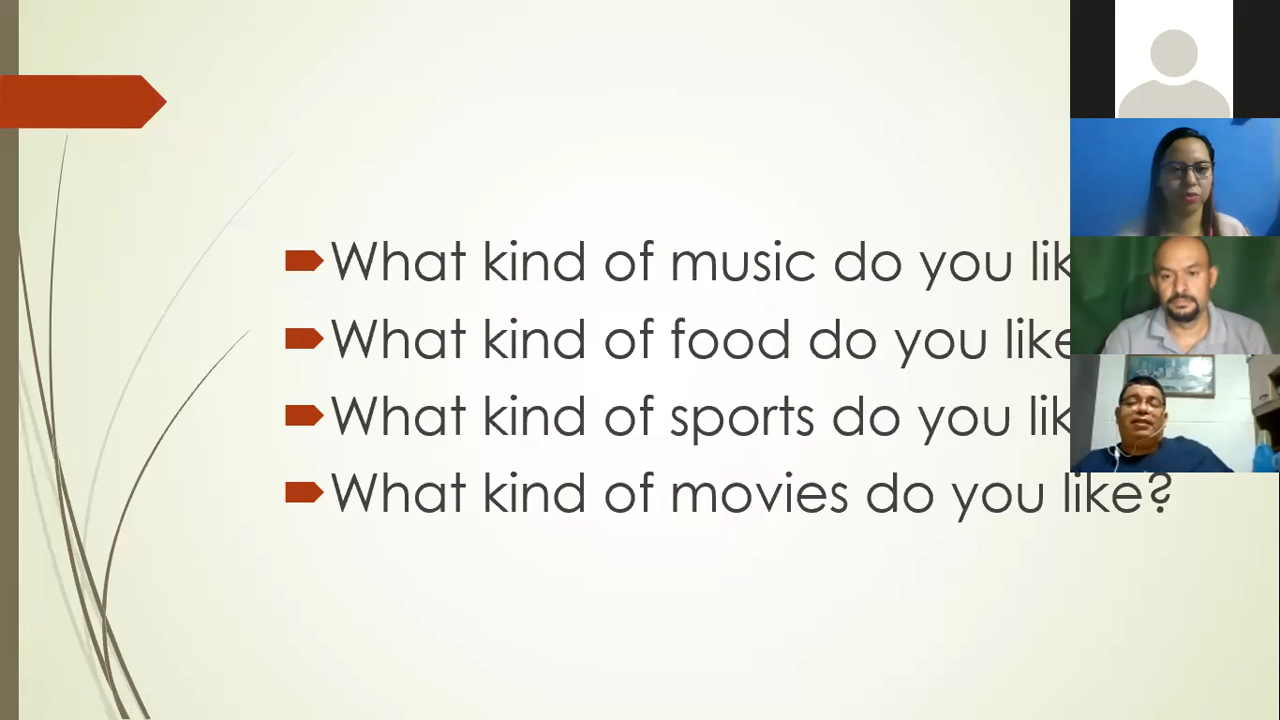 What kind of music do you lik
What kind of food do you like
What kind of sports do you lik
What kind of movies do you like?